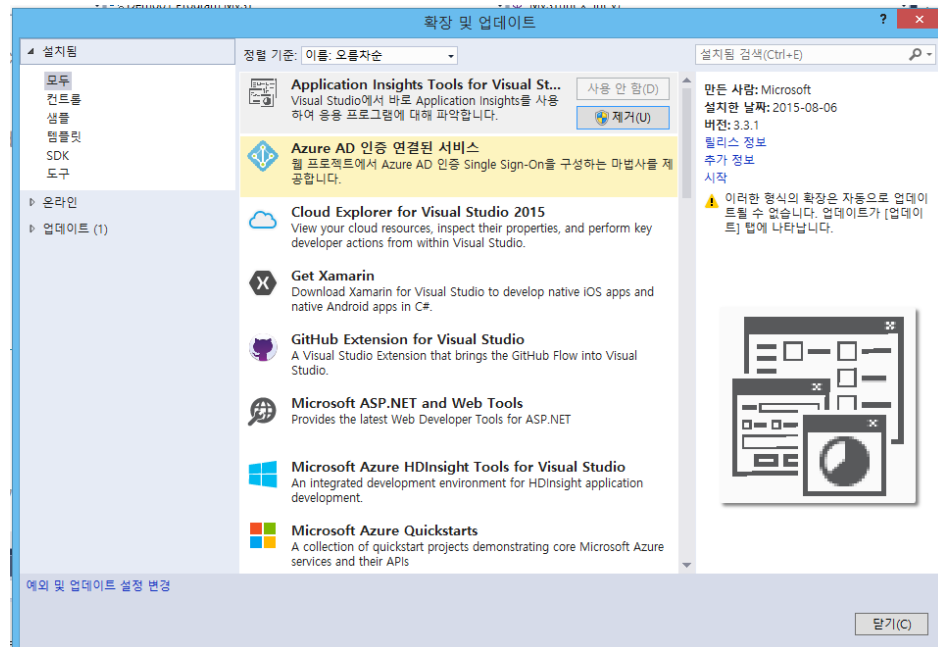 확장 및 업데이트
?
설치됨
모두
컨트롤
샘플
템플릿
SDK
도구
온라인
업데이트 (1)
정렬 기준: 이름: 오름차순
Application Insights Tools for Visual St...
Visual Studio에서 바로 Application Insights를 사용
하여 응용 프로그램에 대해 파악합니다.
사용 안 함(D)
제거(U)
Azure AD 인증 연결된 서비스
웹 프로젝트에서 Azure AD 인증 Single Sign-On을 구성하는 마법사를 제
공합니다.
Cloud Explorer for Visual Studio 2015
View your cloud resources, inspect their properties, and perform key
developer actions from within Visual Studio.
Get Xamarin
Download Xamarin for Visual Studio to develop native iOS apps and
native Android apps in C#.
GitHub Extension for Visual Studio
A Visual Studio Extension that brings the GitHub Flow into Visual
Studio.
Microsoft ASP.NET and Web Tools
Provides the latest Web Developer Tools for ASP.NET
Microsoft Azure HDInsight Tools for Visual Studio
An integrated development environment for HDInsight application
development.
Microsoft Azure Quickstarts
A collection of quickstart projects demonstrating core Microsoft Azure
services and their APIs
설치됨 검색(Ctrl+E)
만든 사람: Microsoft
설치한 날짜: 2015-08-06
버전: 3.3.1
릴리스 정보
추가 정보
시작
이러한 형식의 확장은 자동으로 업데이
트될 수 없습니다. 업데이트가 [업데이
트] 탭에 나타납니다.
예외 및 업데이트 설정 변경
닫기(C)